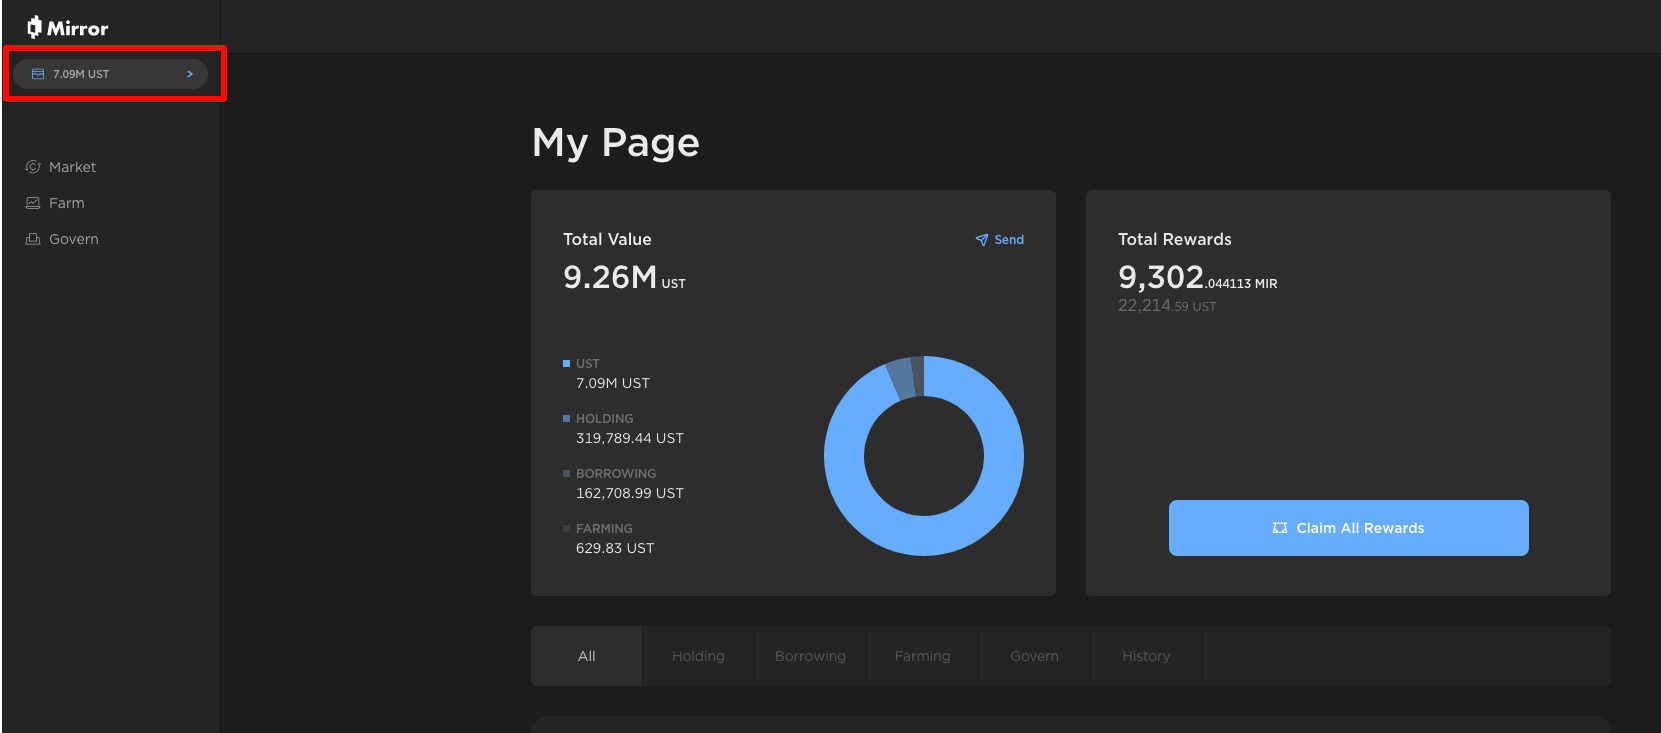 Mirror
7.09M UST
Market
Farm
Govern
My Page
Total Value
Send
9.26M UST
UST
7.09M UST
HOLDING
319,789.44 UST
BORROWING
162,708.99 UST
FARMING
629.83 UST
Total Rewards
9,302.044113 MIR
22,214.59 UST
Claim All Rewards
All Holding Borrowing Farming Govern History